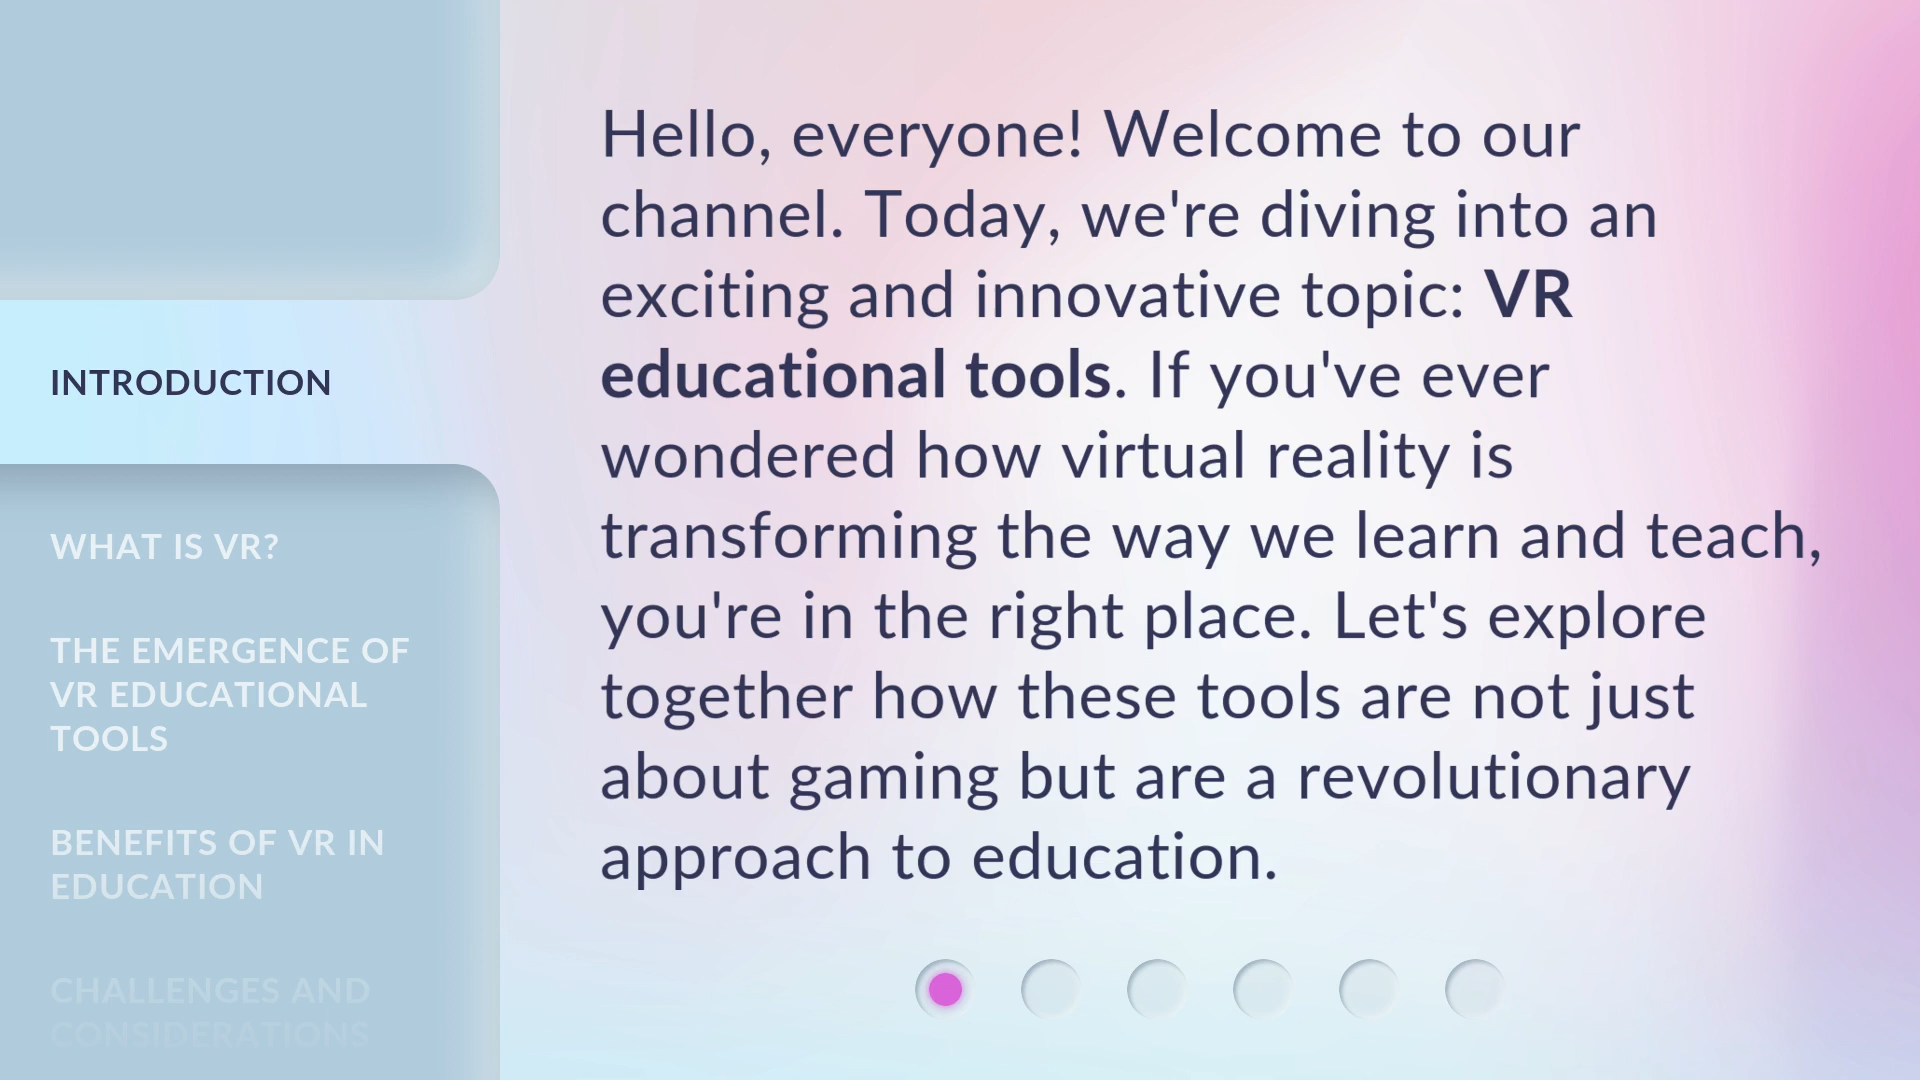 INTRODUCTION
WHAT IS VR?
THE EMERGENCE OF
VR EDUCATIONAL
TOOLS
BENEFITS OF VR IN
EDUCATION
CHALLENGES AND
CONSIDERATIONS
Hello, everyone! Welcome to our
channel. Today, we're diving into an
exciting and innovative topic: VR
educational tools. If you've ever
wondered how virtual reality is
transforming the way we learn and teach,
you're in the right place. Let's explore
together how these tools are not just
about gaming but are a revolutionary
approach to education.